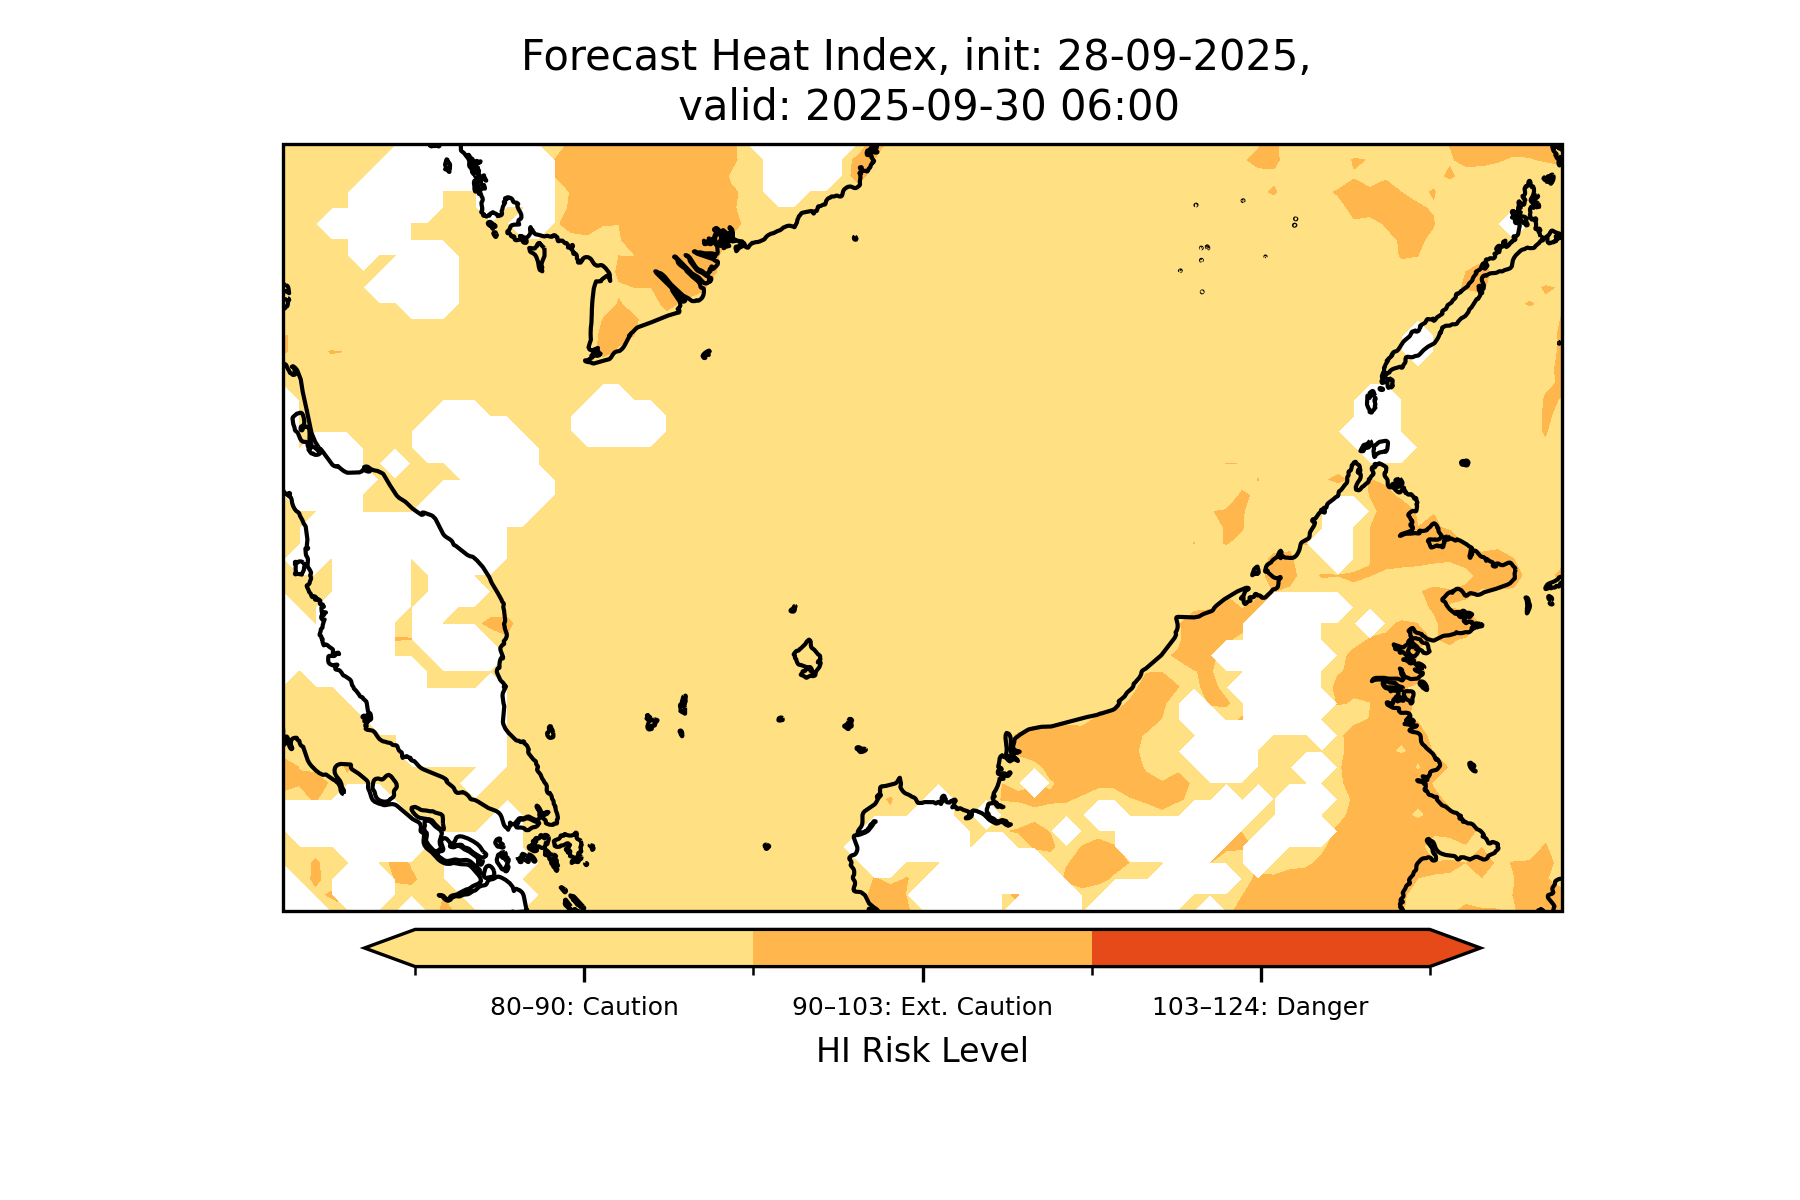 Forecast Heat Index, init: 28-09-2025,
valid: 2025-09-30 06:00
80–90: Caution
90–103: Ext. Caution
103–124: Danger
HI Risk Level